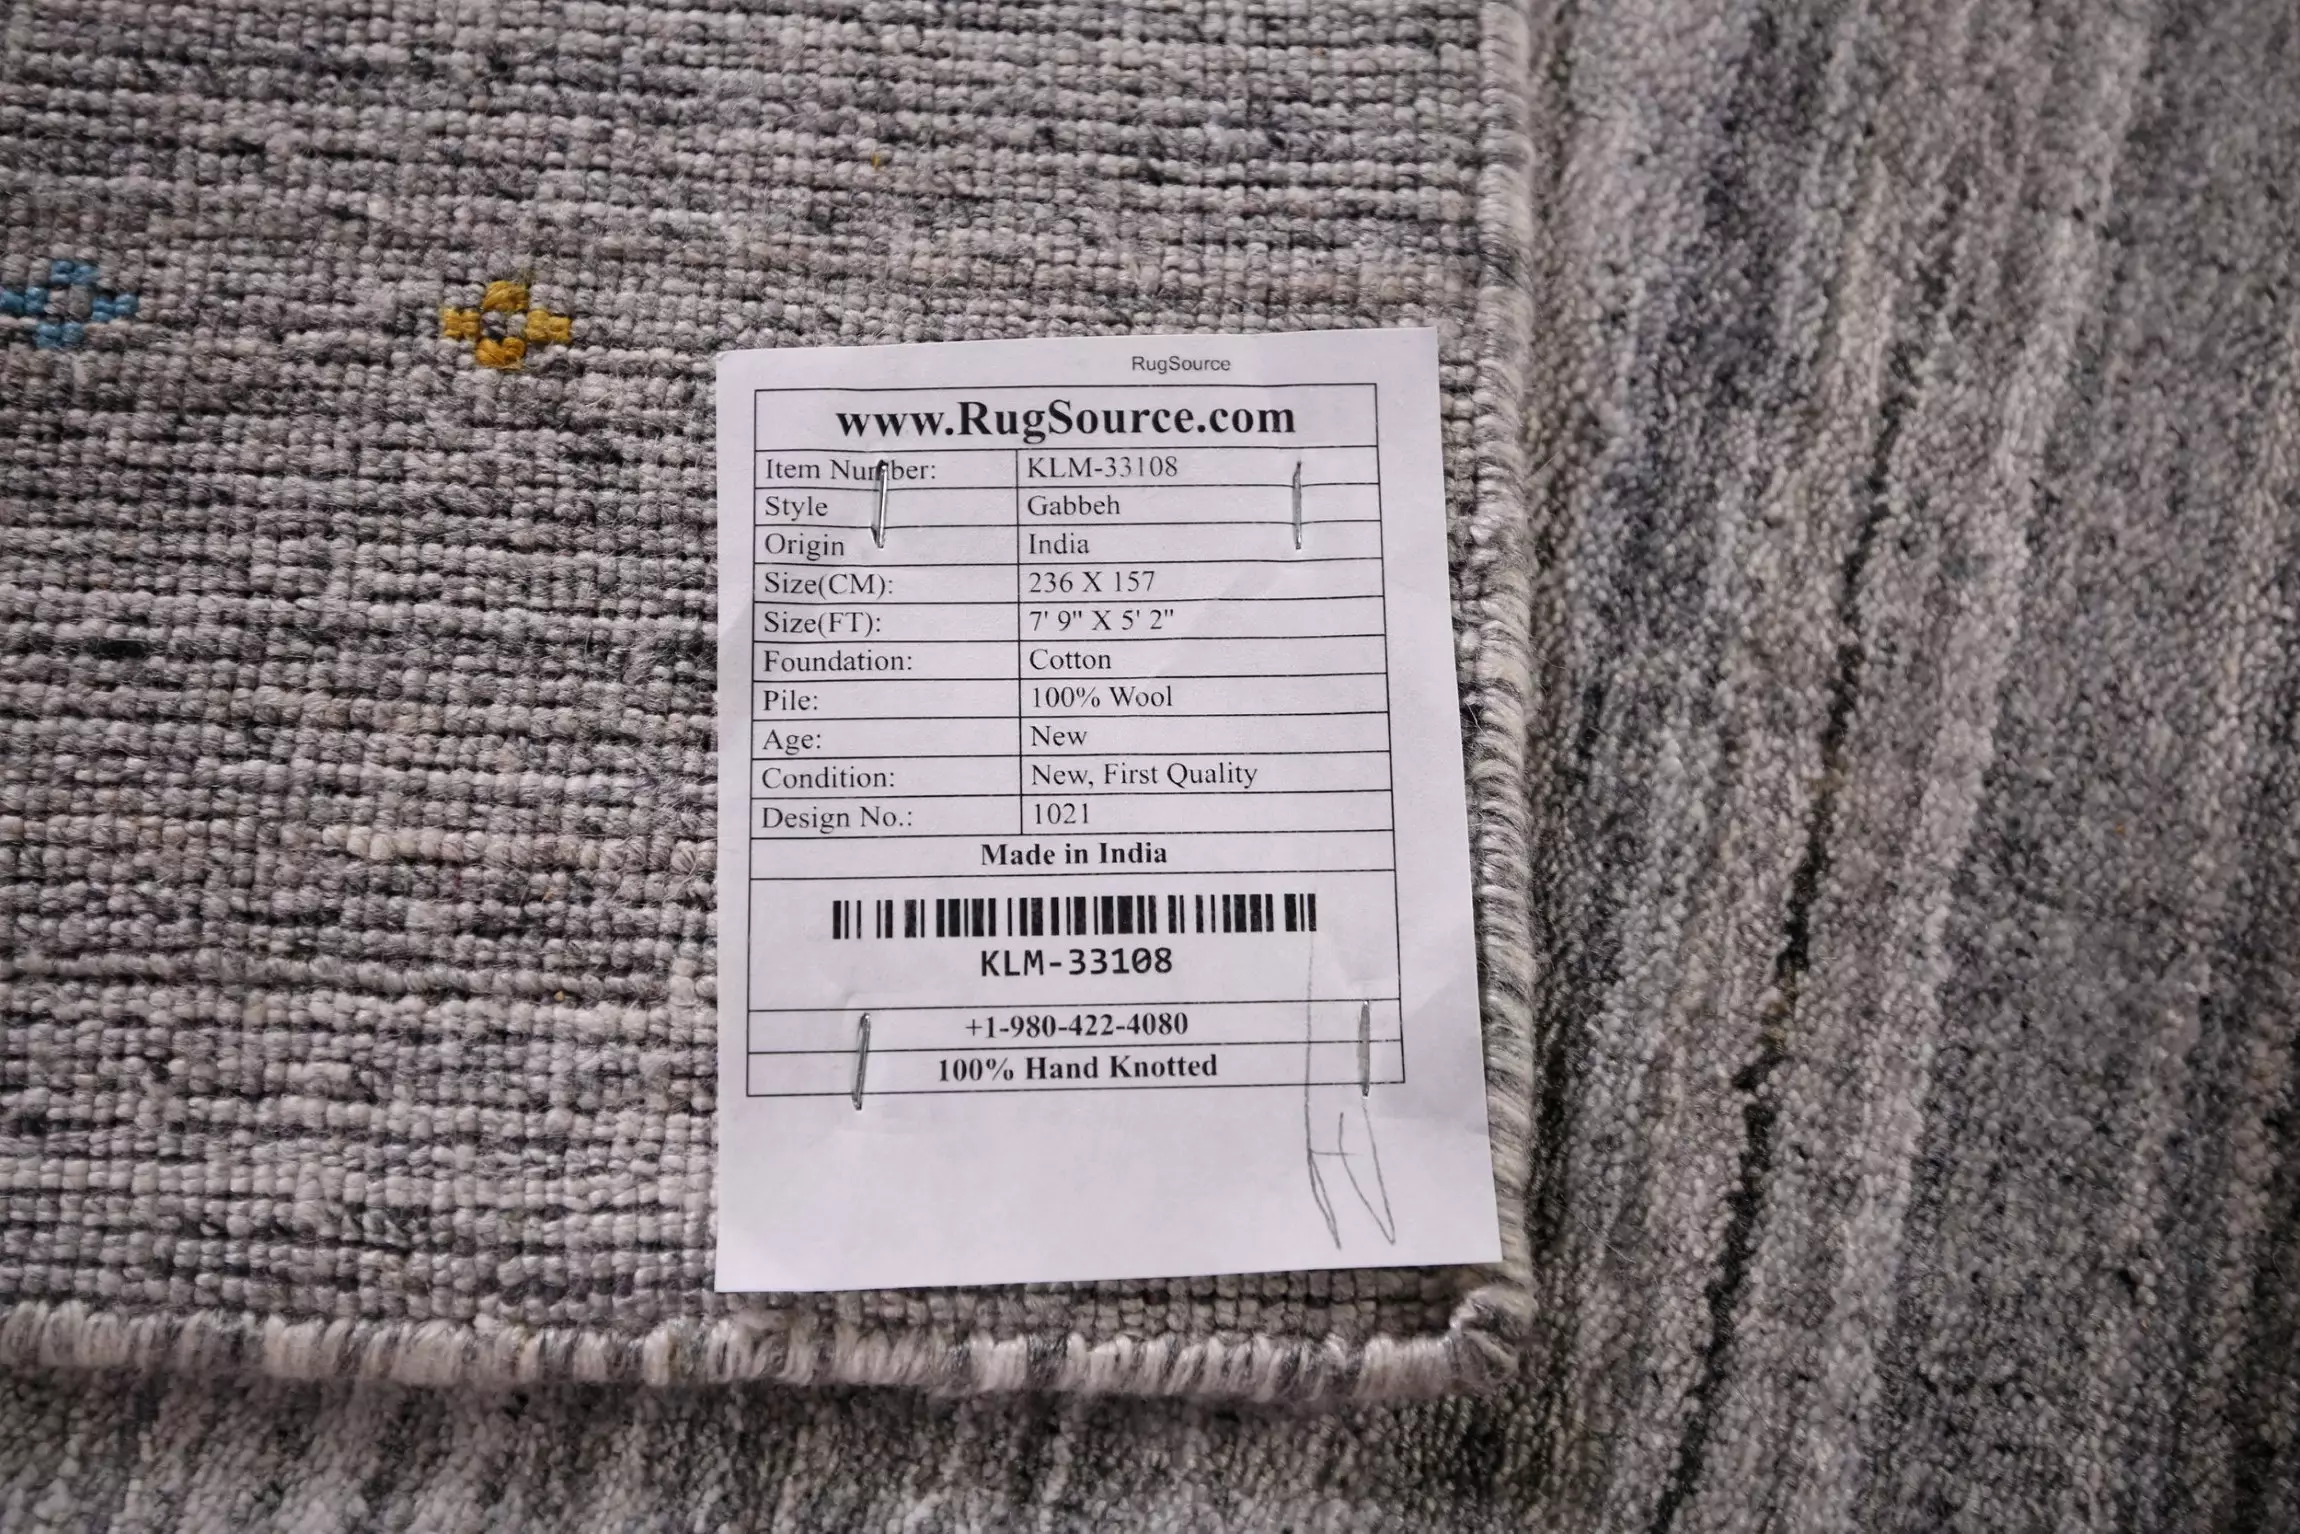 RugSource
www.RugSource.com
Item Number: KLM-33108
Style Gabbeh
Origin India
Size(CM): 236 X 157
Size(FT): 7' 9" X 5' 2"
Foundation: Cotton
Pile: 100% Wool
Age: New
Condition: New, First Quality
Design No.: 1021
Made in India
KLM-33108
+1-980-422-4080
100% Hand Knotted